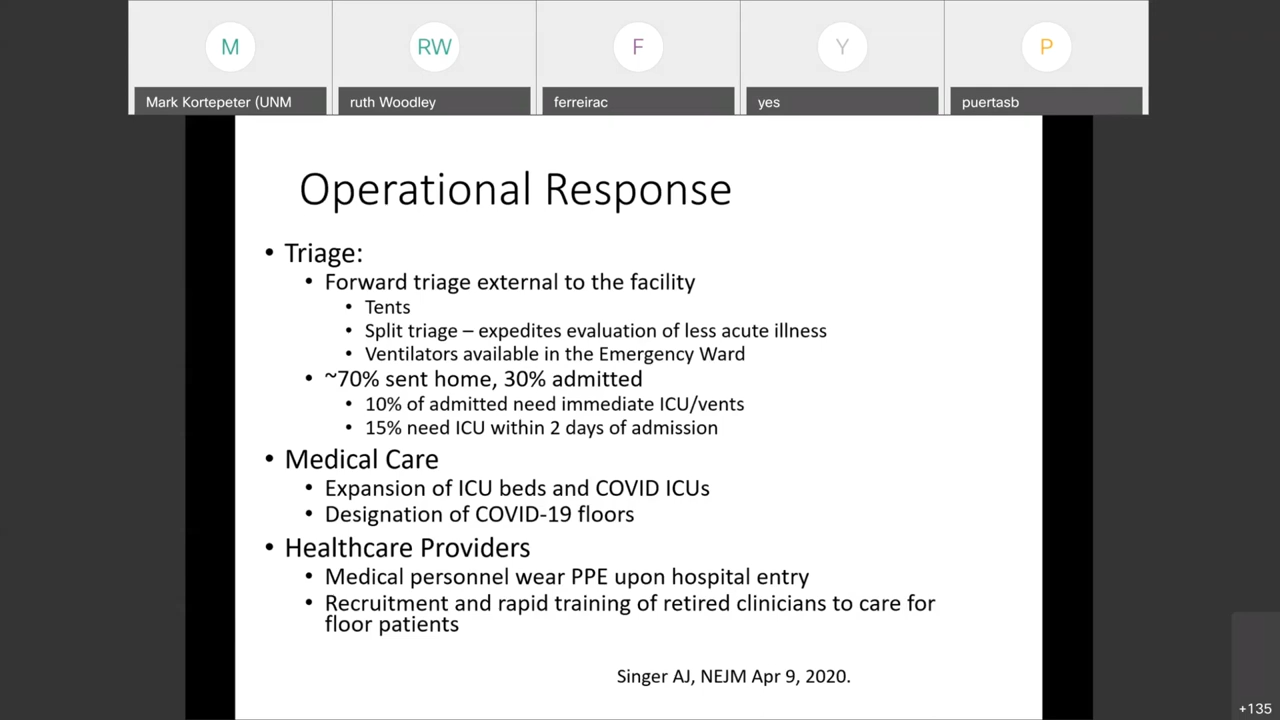 M
RW
F
Y
P
Mark Kortepeter (UNM
ruth Woodley
ferreirac
yes
puertasb
Operational Response
• Triage:
• Forward triage external to the facility
• Tents
• Split triage – expedites evaluation of less acute illness
• Ventilators available in the Emergency Ward
• ~70% sent home, 30% admitted
• 10% of admitted need immediate ICU/vents
• 15% need ICU within 2 days of admission
• Medical Care
• Expansion of ICU beds and COVID ICUs
• Designation of COVID-19 floors
• Healthcare Providers
• Medical personnel wear PPE upon hospital entry
• Recruitment and rapid training of retired clinicians to care for
floor patients
Singer AJ, NEJM Apr 9, 2020.
+135